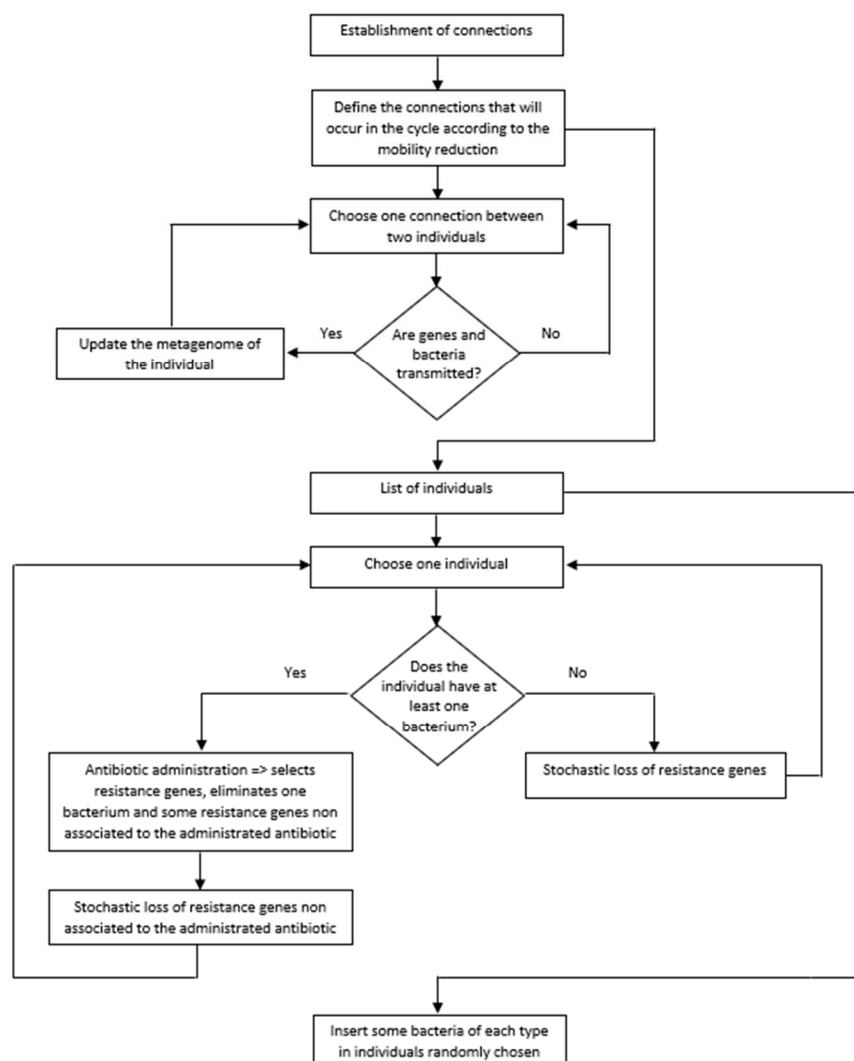 Establishment of connections
Define the connections that will
occur in the cycle according to the
mobility reduction
Choose one connection between
two individuals
Yes
No
Update the metagenome of
the individual
Are genes and
bacteria
transmitted?
List of individuals
Choose one individual
Yes
No
Does the
individual have at
least one
bacterium?
Antibiotic administration => selects
resistance genes, eliminates one
bacterium and some resistance genes non
associated to the administrated antibiotic
Stochastic loss of resistance genes
Stochastic loss of resistance genes non
associated to the administrated antibiotic
Insert some bacteria of each type
in individuals randomly chosen